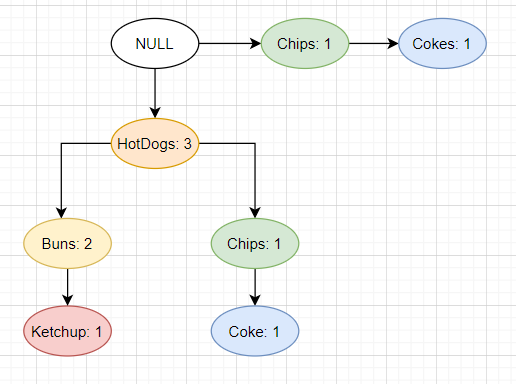 NULL
Chips: 1
Cokes: 1
HotDogs: 3
Buns: 2
Chips: 1
Ketchup: 1
Coke: 1